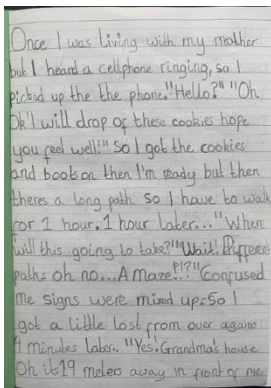 Once I was living with my mother
but I heard a cellphone ringing, so I
picked up the the phone."Hello?" "Oh
Ok I will drop of these cookies hope
you feel well!" So I got the cookies
and boots on then I'm ready but then
theres a long path so I have to walk
for 1 hour. 1 hour later..."When
will this going to take?" "Wait! Different
paths oh no...A maze?!?" Confused
me signs were mixed up. So I
got a little lost from over again
4 minutes later.. "Yes! Grandma's house
Oh its 19 meters away in front of me